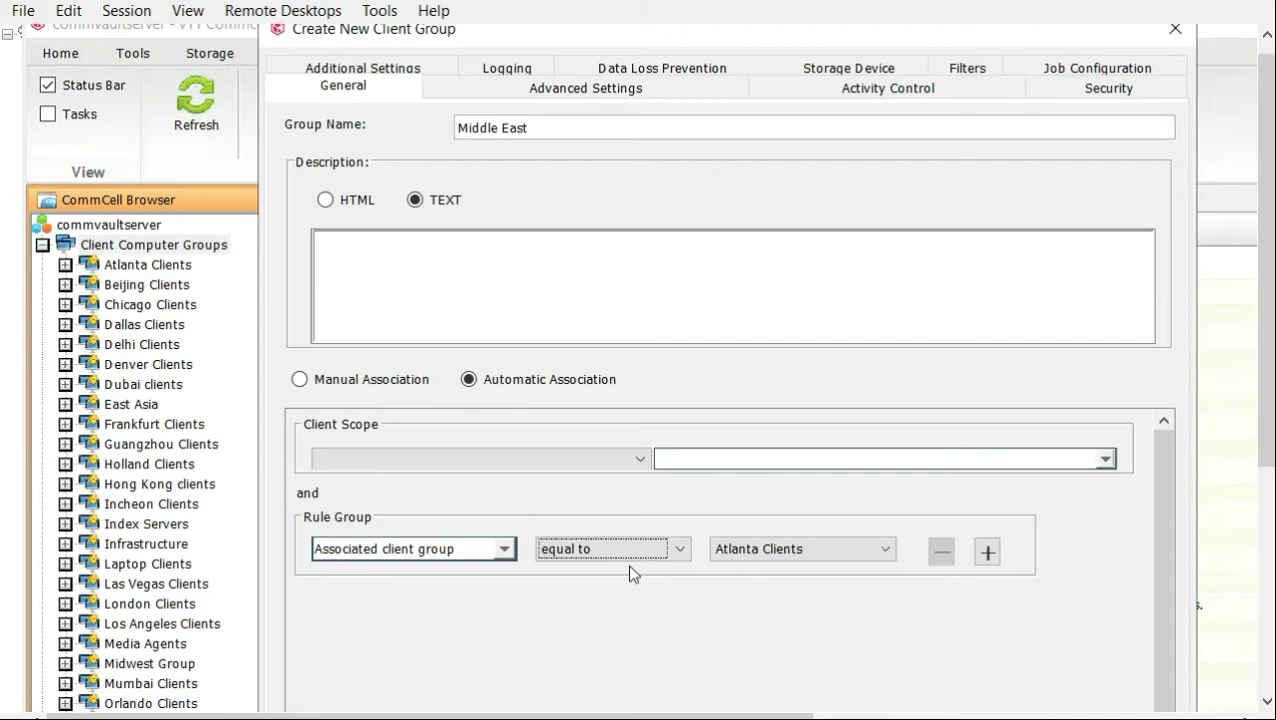 File Edit Session View Remote Desktops Tools Help
commvaultserver
Create New Client Group
Home Tools Storage
Additional Settings Logging Data Loss Prevention Storage Device Filters Job Configuration
General Advanced Settings Activity Control Security
Status Bar
Tasks
Refresh
View
Group Name: Middle East
Description:
HTML TEXT
CommCell Browser
commvaultserver
Client Computer Groups
Atlanta Clients
Beijing Clients
Chicago Clients
Dallas Clients
Delhi Clients
Denver Clients
Dubai clients
East Asia
Frankfurt Clients
Guangzhou Clients
Holland Clients
Hong Kong clients
Incheon Clients
Index Servers
Infrastructure
Laptop Clients
Las Vegas Clients
London Clients
Los Angeles Clients
Media Agents
Midwest Group
Mumbai Clients
Orlando Clients
Manual Association Automatic Association
Client Scope
and
Rule Group
Associated client group equal to Atlanta Clients